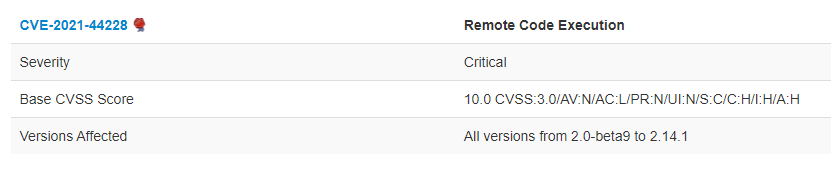 CVE-2021-44228 Remote Code Execution
Severity Critical
Base CVSS Score 10.0 CVSS:3.0/AV:N/AC:L/PR:N/UI:N/S:C/C:H/I:H/A:H
Versions Affected All versions from 2.0-beta9 to 2.14.1